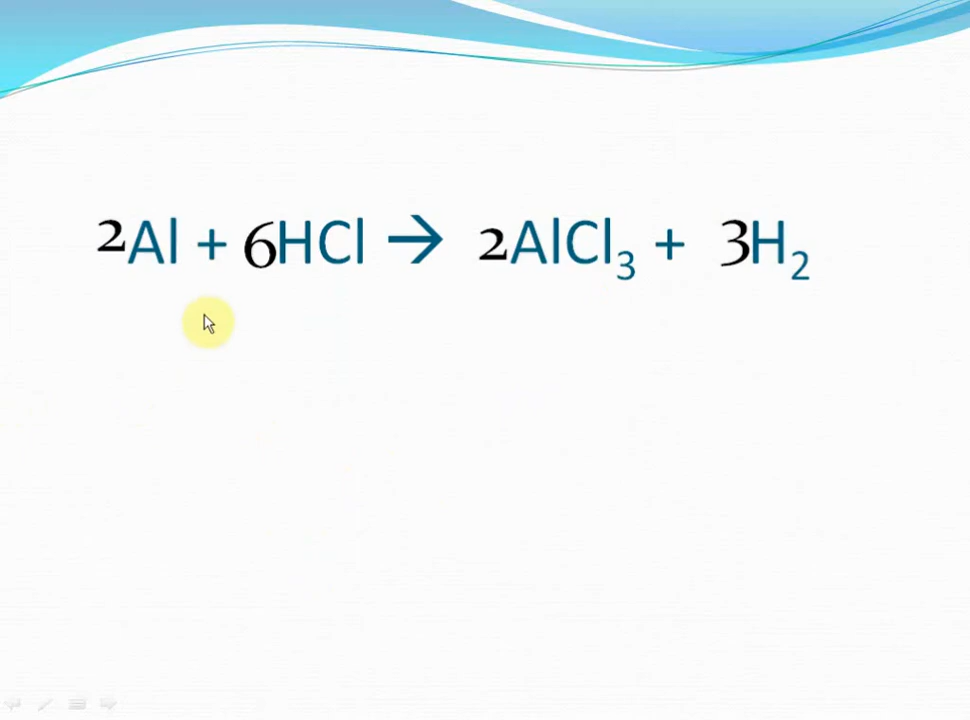 2Al + 6HCl → 2AlCl₃ + 3H₂